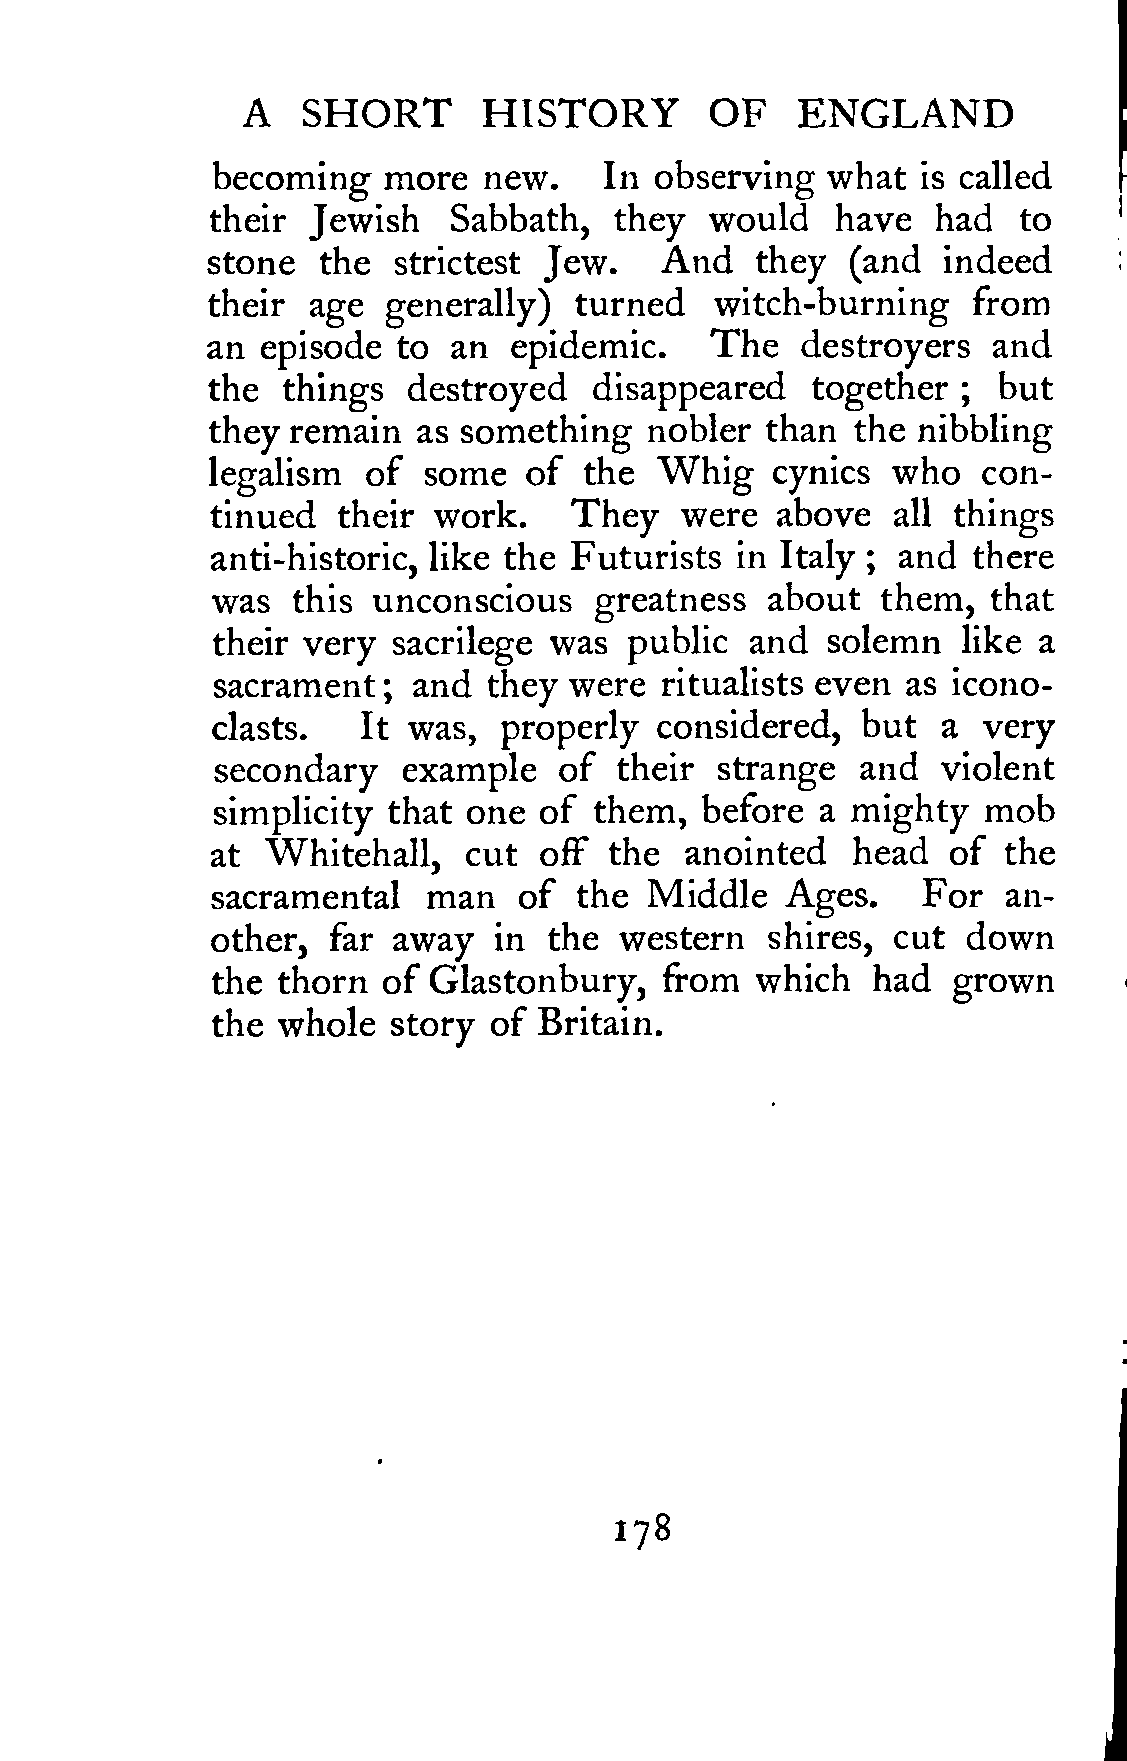 A SHORT HISTORY OF ENGLAND
becoming more new. In observing what is called
their Jewish Sabbath, they would have had to
stone the strictest Jew. And they (and indeed
their age generally) turned witch-burning from
an episode to an epidemic. The destroyers and
the things destroyed disappeared together ; but
they remain as something nobler than the nibbling
legalism of some of the Whig cynics who con-
tinued their work. They were above all things
anti-historic, like the Futurists in Italy ; and there
was this unconscious greatness about them, that
their very sacrilege was public and solemn like a
sacrament ; and they were ritualists even as icono-
clasts. It was, properly considered, but a very
secondary example of their strange and violent
simplicity that one of them, before a mighty mob
at Whitehall, cut off the anointed head of the
sacramental man of the Middle Ages. For an-
other, far away in the western shires, cut down
the thorn of Glastonbury, from which had grown
the whole story of Britain.
178